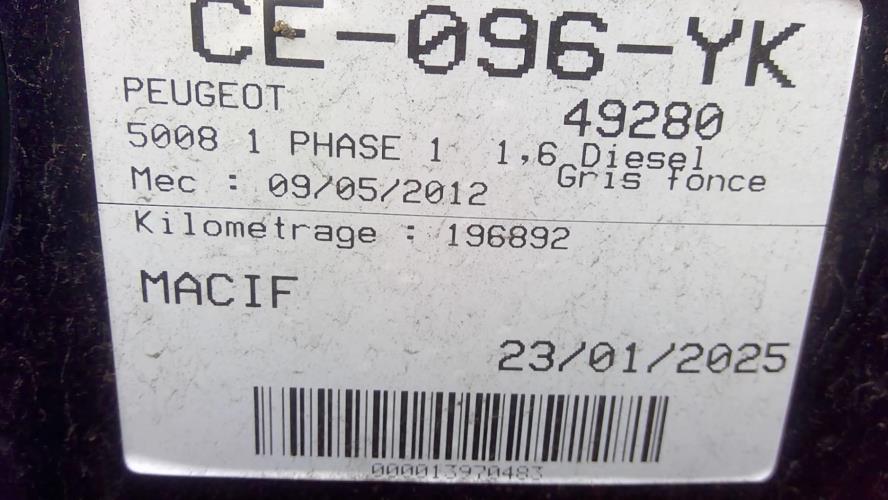 CE-096-YK
PEUGEOT
49280
5008 1 PHASE 1 1,6 Diesel
Gris fonce
Mec : 09/05/2012
Kilometrage : 196892
MACIF
23/01/2025
000013970483